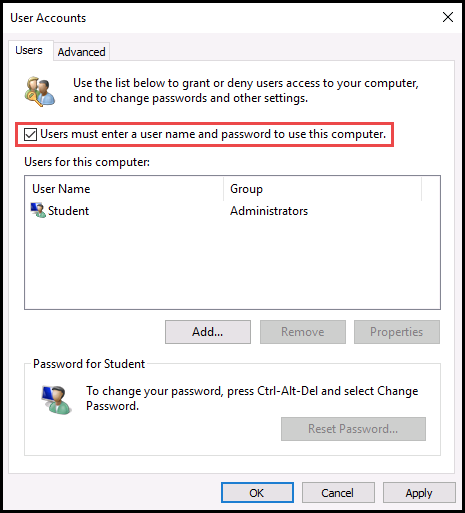 User Accounts
Users
Advanced
Use the list below to grant or deny users access to your computer,
and to change passwords and other settings.
Users must enter a user name and password to use this computer.
Users for this computer:
User Name Group
Student Administrators
Add... Remove Properties
Password for Student
To change your password, press Ctrl-Alt-Del and select Change
Password.
Reset Password...
OK Cancel Apply